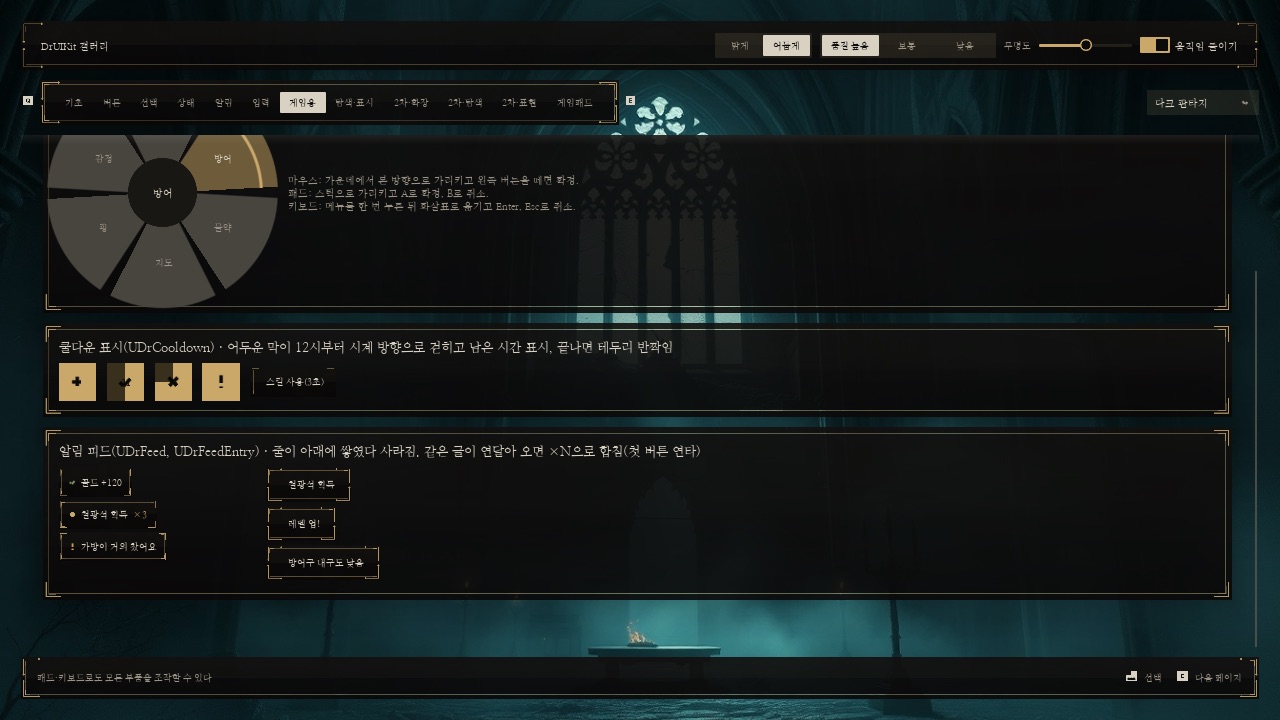 DrUIKit 갤러리
밝게 어둡게 품질 높음 보통 낮음 투명도 움직임 줄이기
Q 기초 버튼 선택 상태 알림 입력 게임용 탐색·표시 2차·확장 2차·탐색 2차·표현 게임패드 E
다크 판타지
감정 방어
방어
마우스: 가운데에서 본 방향으로 가리키고 왼쪽 버튼을 떼면 확정.
패드: 스틱으로 가리키고 A로 확정, B로 취소.
키보드: 메뉴를 한 번 누른 뒤 화살표로 옮기고 Enter, Esc로 취소.
핑 물약
지도
쿨다운 표시(UDrCooldown) · 어두운 막이 12시부터 시계 방향으로 걷히고 남은 시간 표시, 끝나면 테두리 반짝임
스킬 사용(3초)
알림 피드(UDrFeed, UDrFeedEntry) · 줄이 아래에 쌓였다 사라짐, 같은 글이 연달아 오면 ×N으로 합침(첫 버튼 연타)
골드 +120
철광석 획득 ×3
! 가방이 거의 찼어요
철광석 획득
레벨 업!
방어구 내구도 낮음
패드·키보드로도 모든 부품을 조작할 수 있다
선택 다음 페이지